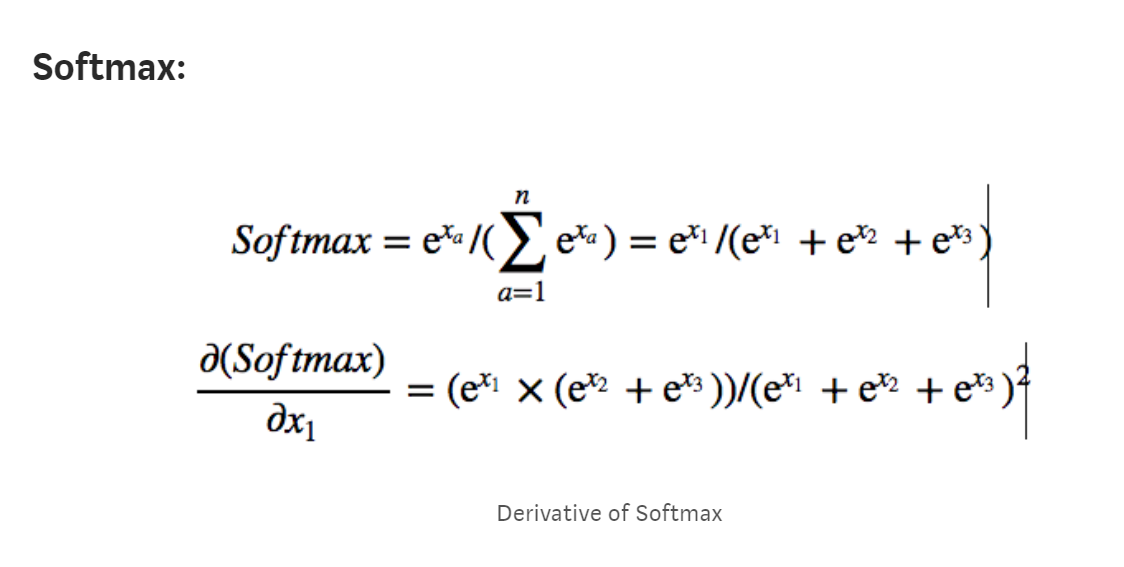 Softmax:
Softmax = e^{x_a} /(∑_{a=1}^{n} e^{x_a}) = e^{x_1} /(e^{x_1} + e^{x_2} + e^{x_3})
∂(Softmax)/∂x_1 = (e^{x_1} × (e^{x_2} + e^{x_3}))/(e^{x_1} + e^{x_2} + e^{x_3})^2
Derivative of Softmax